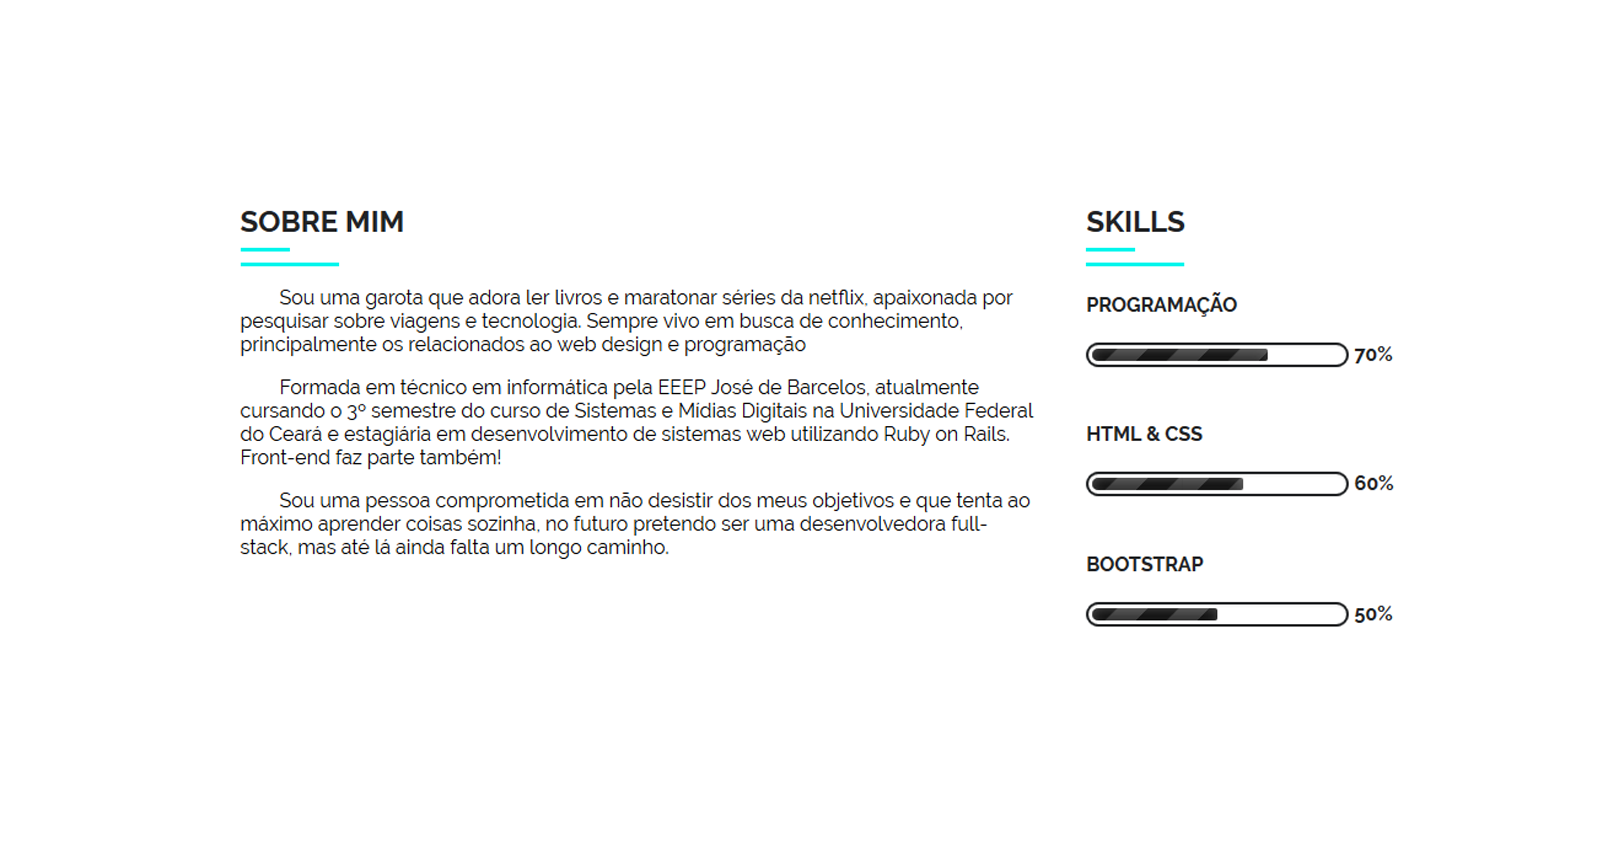 SOBRE MIM
Sou uma garota que adora ler livros e maratonar séries da netflix, apaixonada por
pesquisar sobre viagens e tecnologia. Sempre vivo em busca de conhecimento,
principalmente os relacionados ao web design e programação
Formada em técnico em informática pela EEEP José de Barcelos, atualmente
cursando o 3º semestre do curso de Sistemas e Mídias Digitais na Universidade Federal
do Ceará e estagiária em desenvolvimento de sistemas web utilizando Ruby on Rails.
Front-end faz parte também!
Sou uma pessoa comprometida em não desistir dos meus objetivos e que tenta ao
máximo aprender coisas sozinha, no futuro pretendo ser uma desenvolvedora full-
stack, mas até lá ainda falta um longo caminho.
SKILLS
PROGRAMAÇÃO
70%
HTML & CSS
60%
BOOTSTRAP
50%